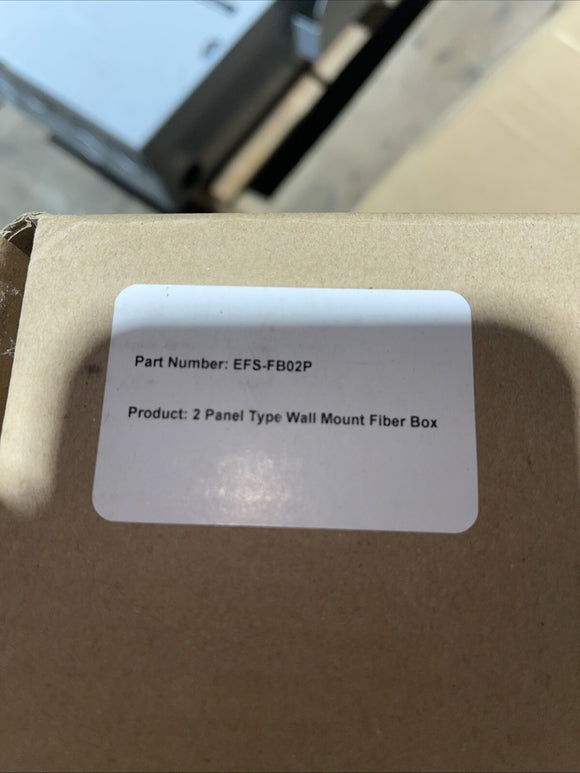 Part Number: EFS-FB02P
Product: 2 Panel Type Wall Mount Fiber Box